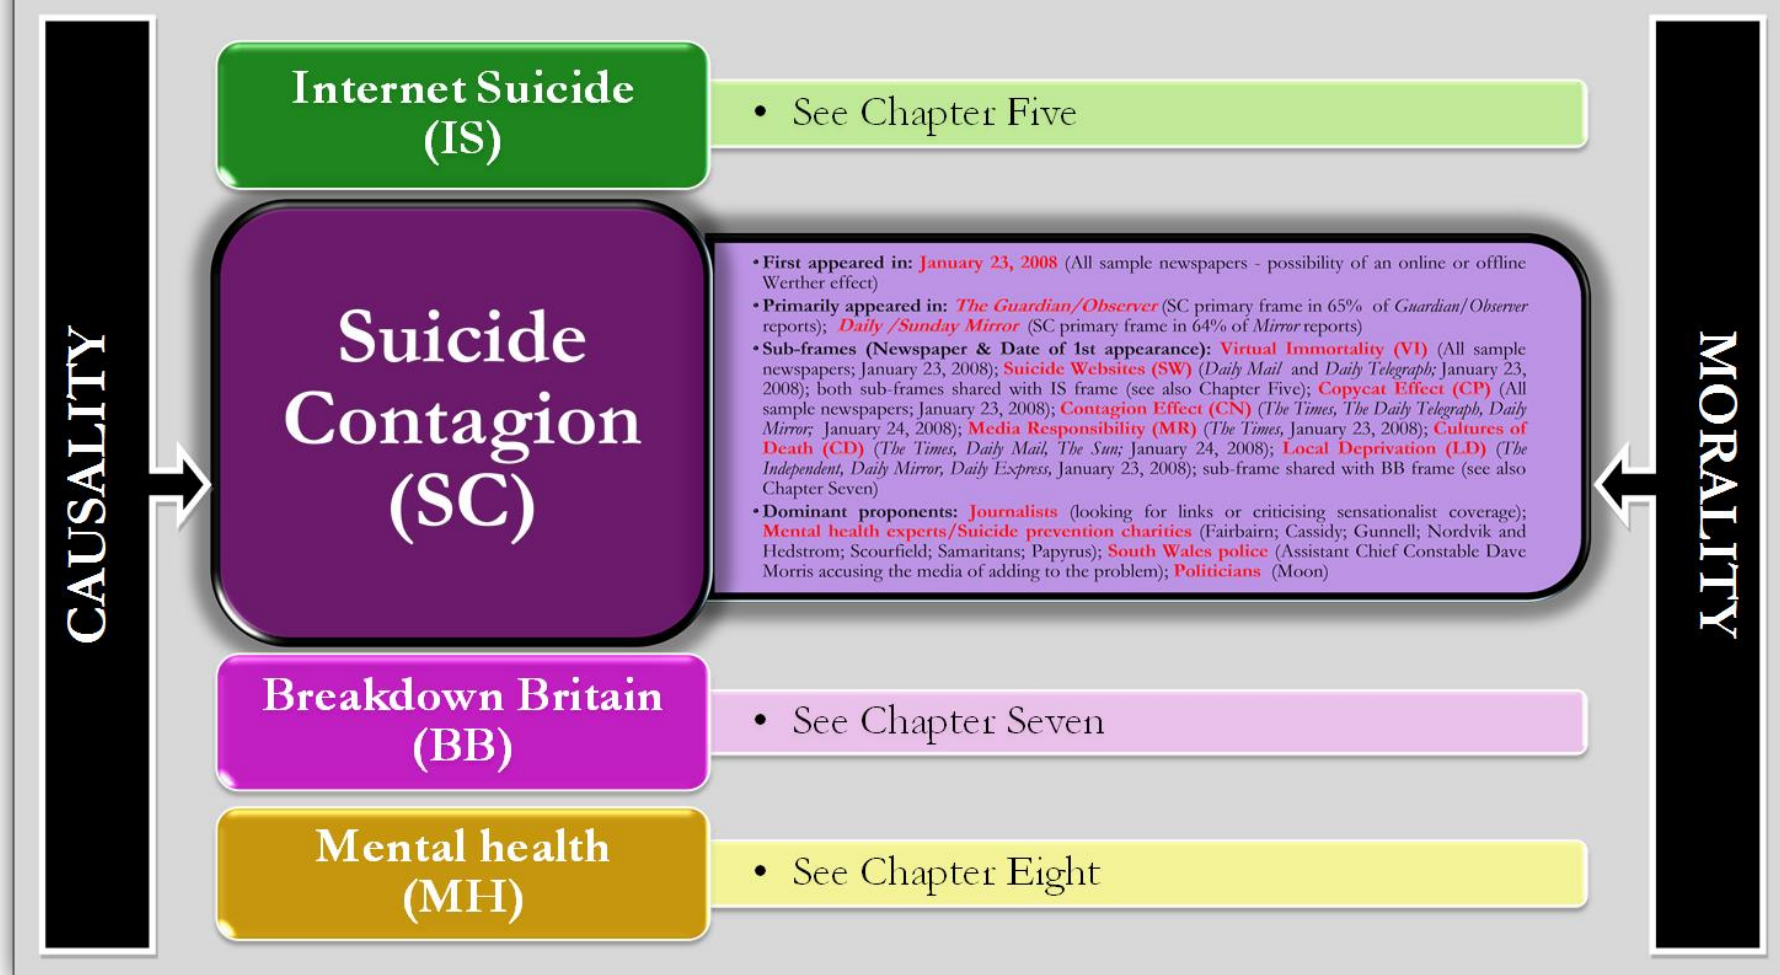 CAUSALITY
Internet Suicide
(IS)
• See Chapter Five
Suicide
Contagion
(SC)
• First appeared in: January 23, 2008 (All sample newspapers - possibility of an online or offline
Werther effect)
• Primarily appeared in: The Guardian/Observer (SC primary frame in 65% of Guardian/Observer
reports); Daily /Sunday Mirror (SC primary frame in 64% of Mirror reports)
• Sub-frames (Newspaper & Date of 1st appearance): Virtual Immortality (VI) (All sample
newspapers; January 23, 2008); Suicide Websites (SW) (Daily Mail and Daily Telegraph; January 23,
2008); both sub-frames shared with IS frame (see also Chapter Five); Copycat Effect (CP) (All
sample newspapers; January 23, 2008); Contagion Effect (CN) (The Times, The Daily Telegraph, Daily
Mirror; January 24, 2008); Media Responsibility (MR) (The Times, January 23, 2008); Cultures of
Death (CD) (The Times, Daily Mail, The Sun; January 24, 2008); Local Deprivation (LD) (The
Independent, Daily Mirror, Daily Express, January 23, 2008); sub-frame shared with BB frame (see also
Chapter Seven)
• Dominant proponents: Journalists (looking for links or criticising sensationalist coverage);
Mental health experts/Suicide prevention charities (Fairbairn; Cassidy; Gunnell; Nordvik and
Hedstrom; Scourfield; Samaritans; Papyrus); South Wales police (Assistant Chief Constable Dave
Morris accusing the media of adding to the problem); Politicians (Moon)
Breakdown Britain
(BB)
• See Chapter Seven
Mental health
(MH)
• See Chapter Eight
MORALITY